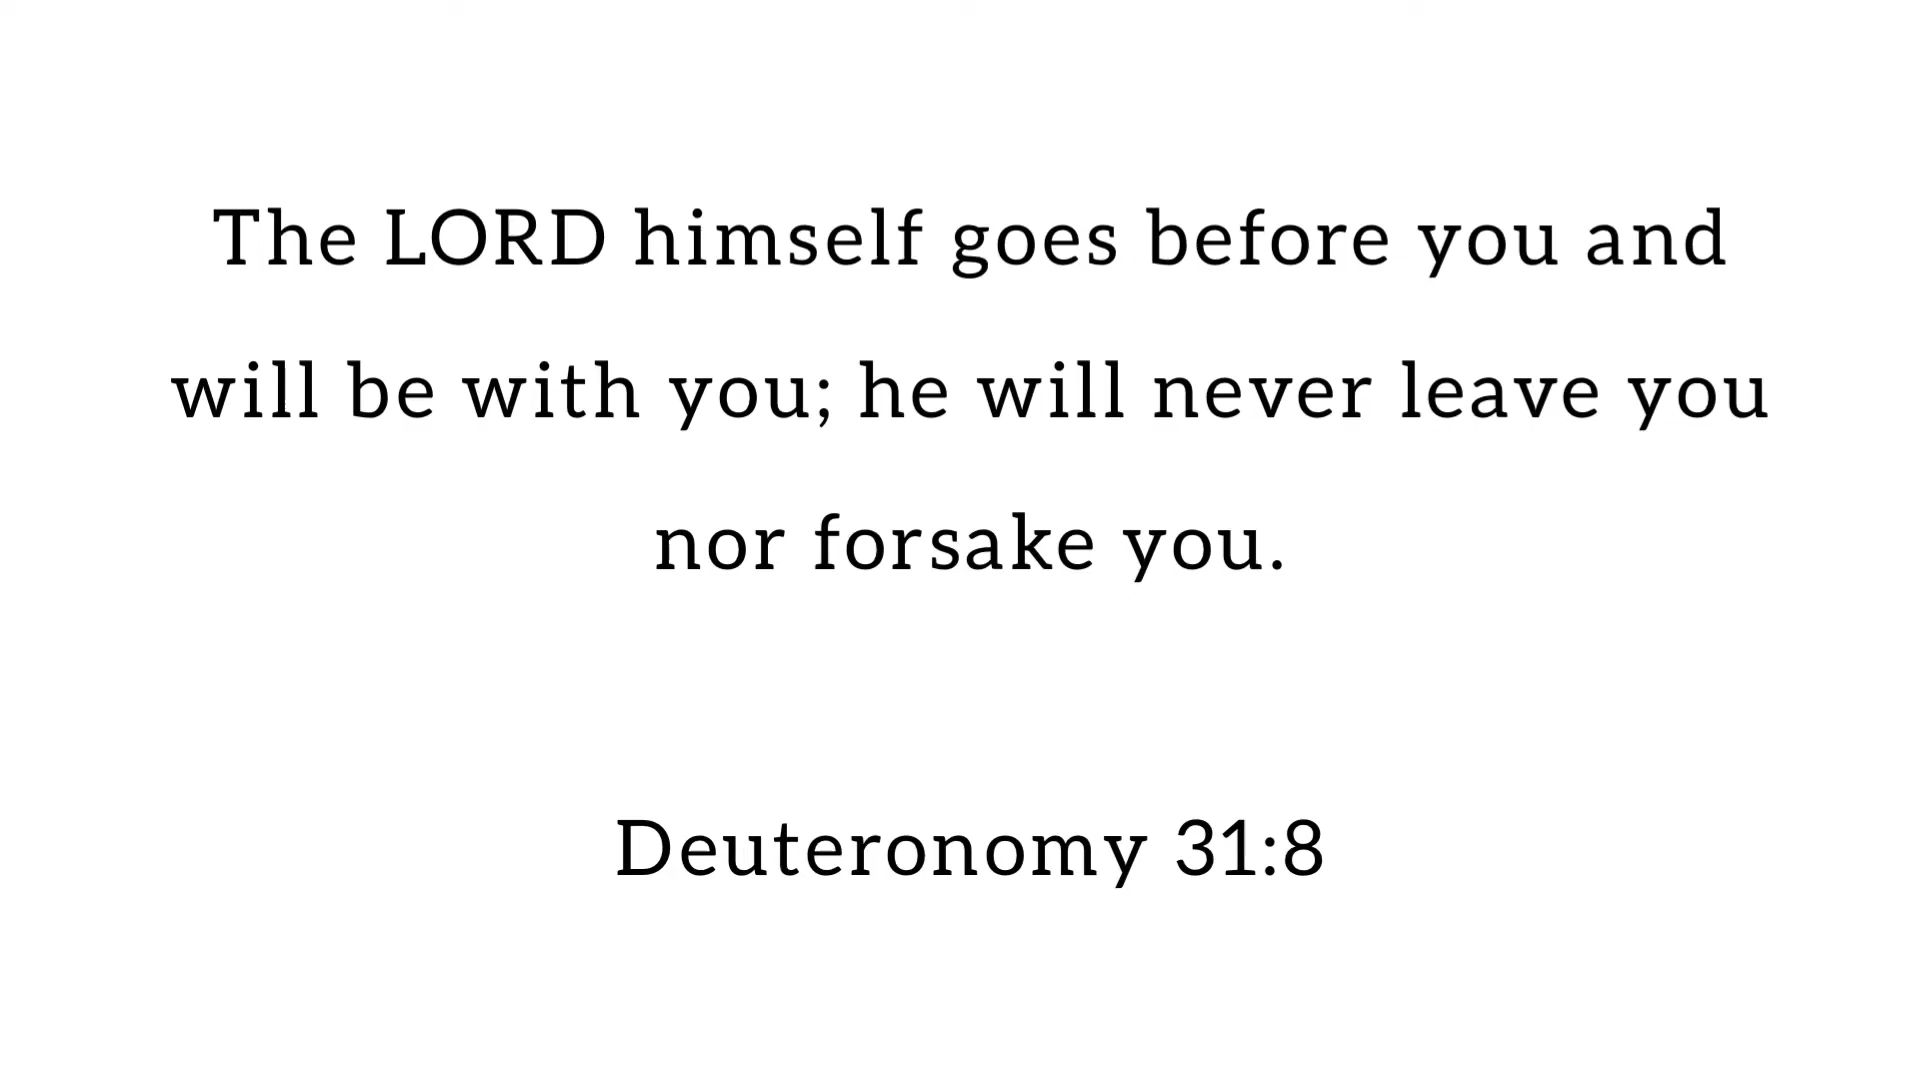 The LORD himself goes before you and
will be with you; he will never leave you
nor forsake you.
Deuteronomy 31:8